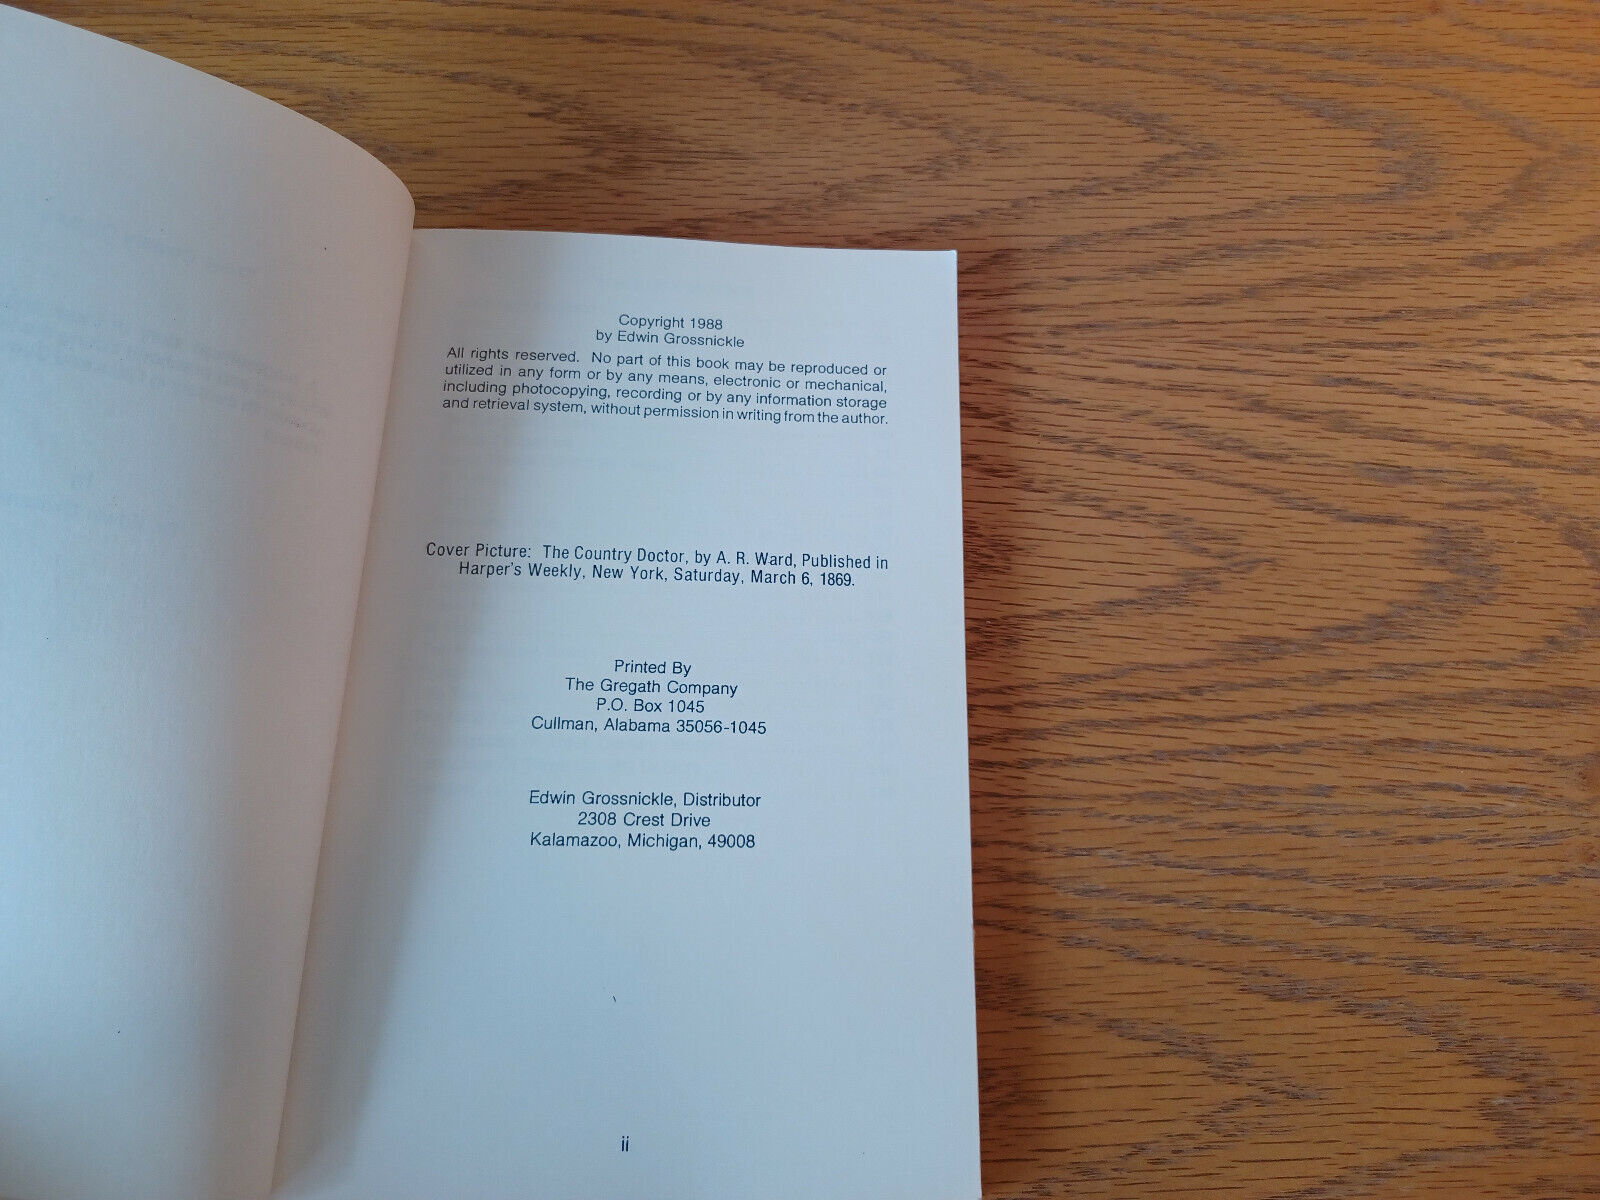 Copyright 1988
by Edwin Grossnickle
All rights reserved. No part of this book may be reproduced or
utilized in any form or by any means, electronic or mechanical,
including photocopying, recording or by any information storage
and retrieval system, without permission in writing from the author.
Cover Picture: The Country Doctor, by A. R. Ward, Published in
Harper's Weekly, New York, Saturday, March 6, 1869.
Printed By
The Gregath Company
P.O. Box 1045
Cullman, Alabama 35056-1045
Edwin Grossnickle, Distributor
2308 Crest Drive
Kalamazoo, Michigan, 49008
ii